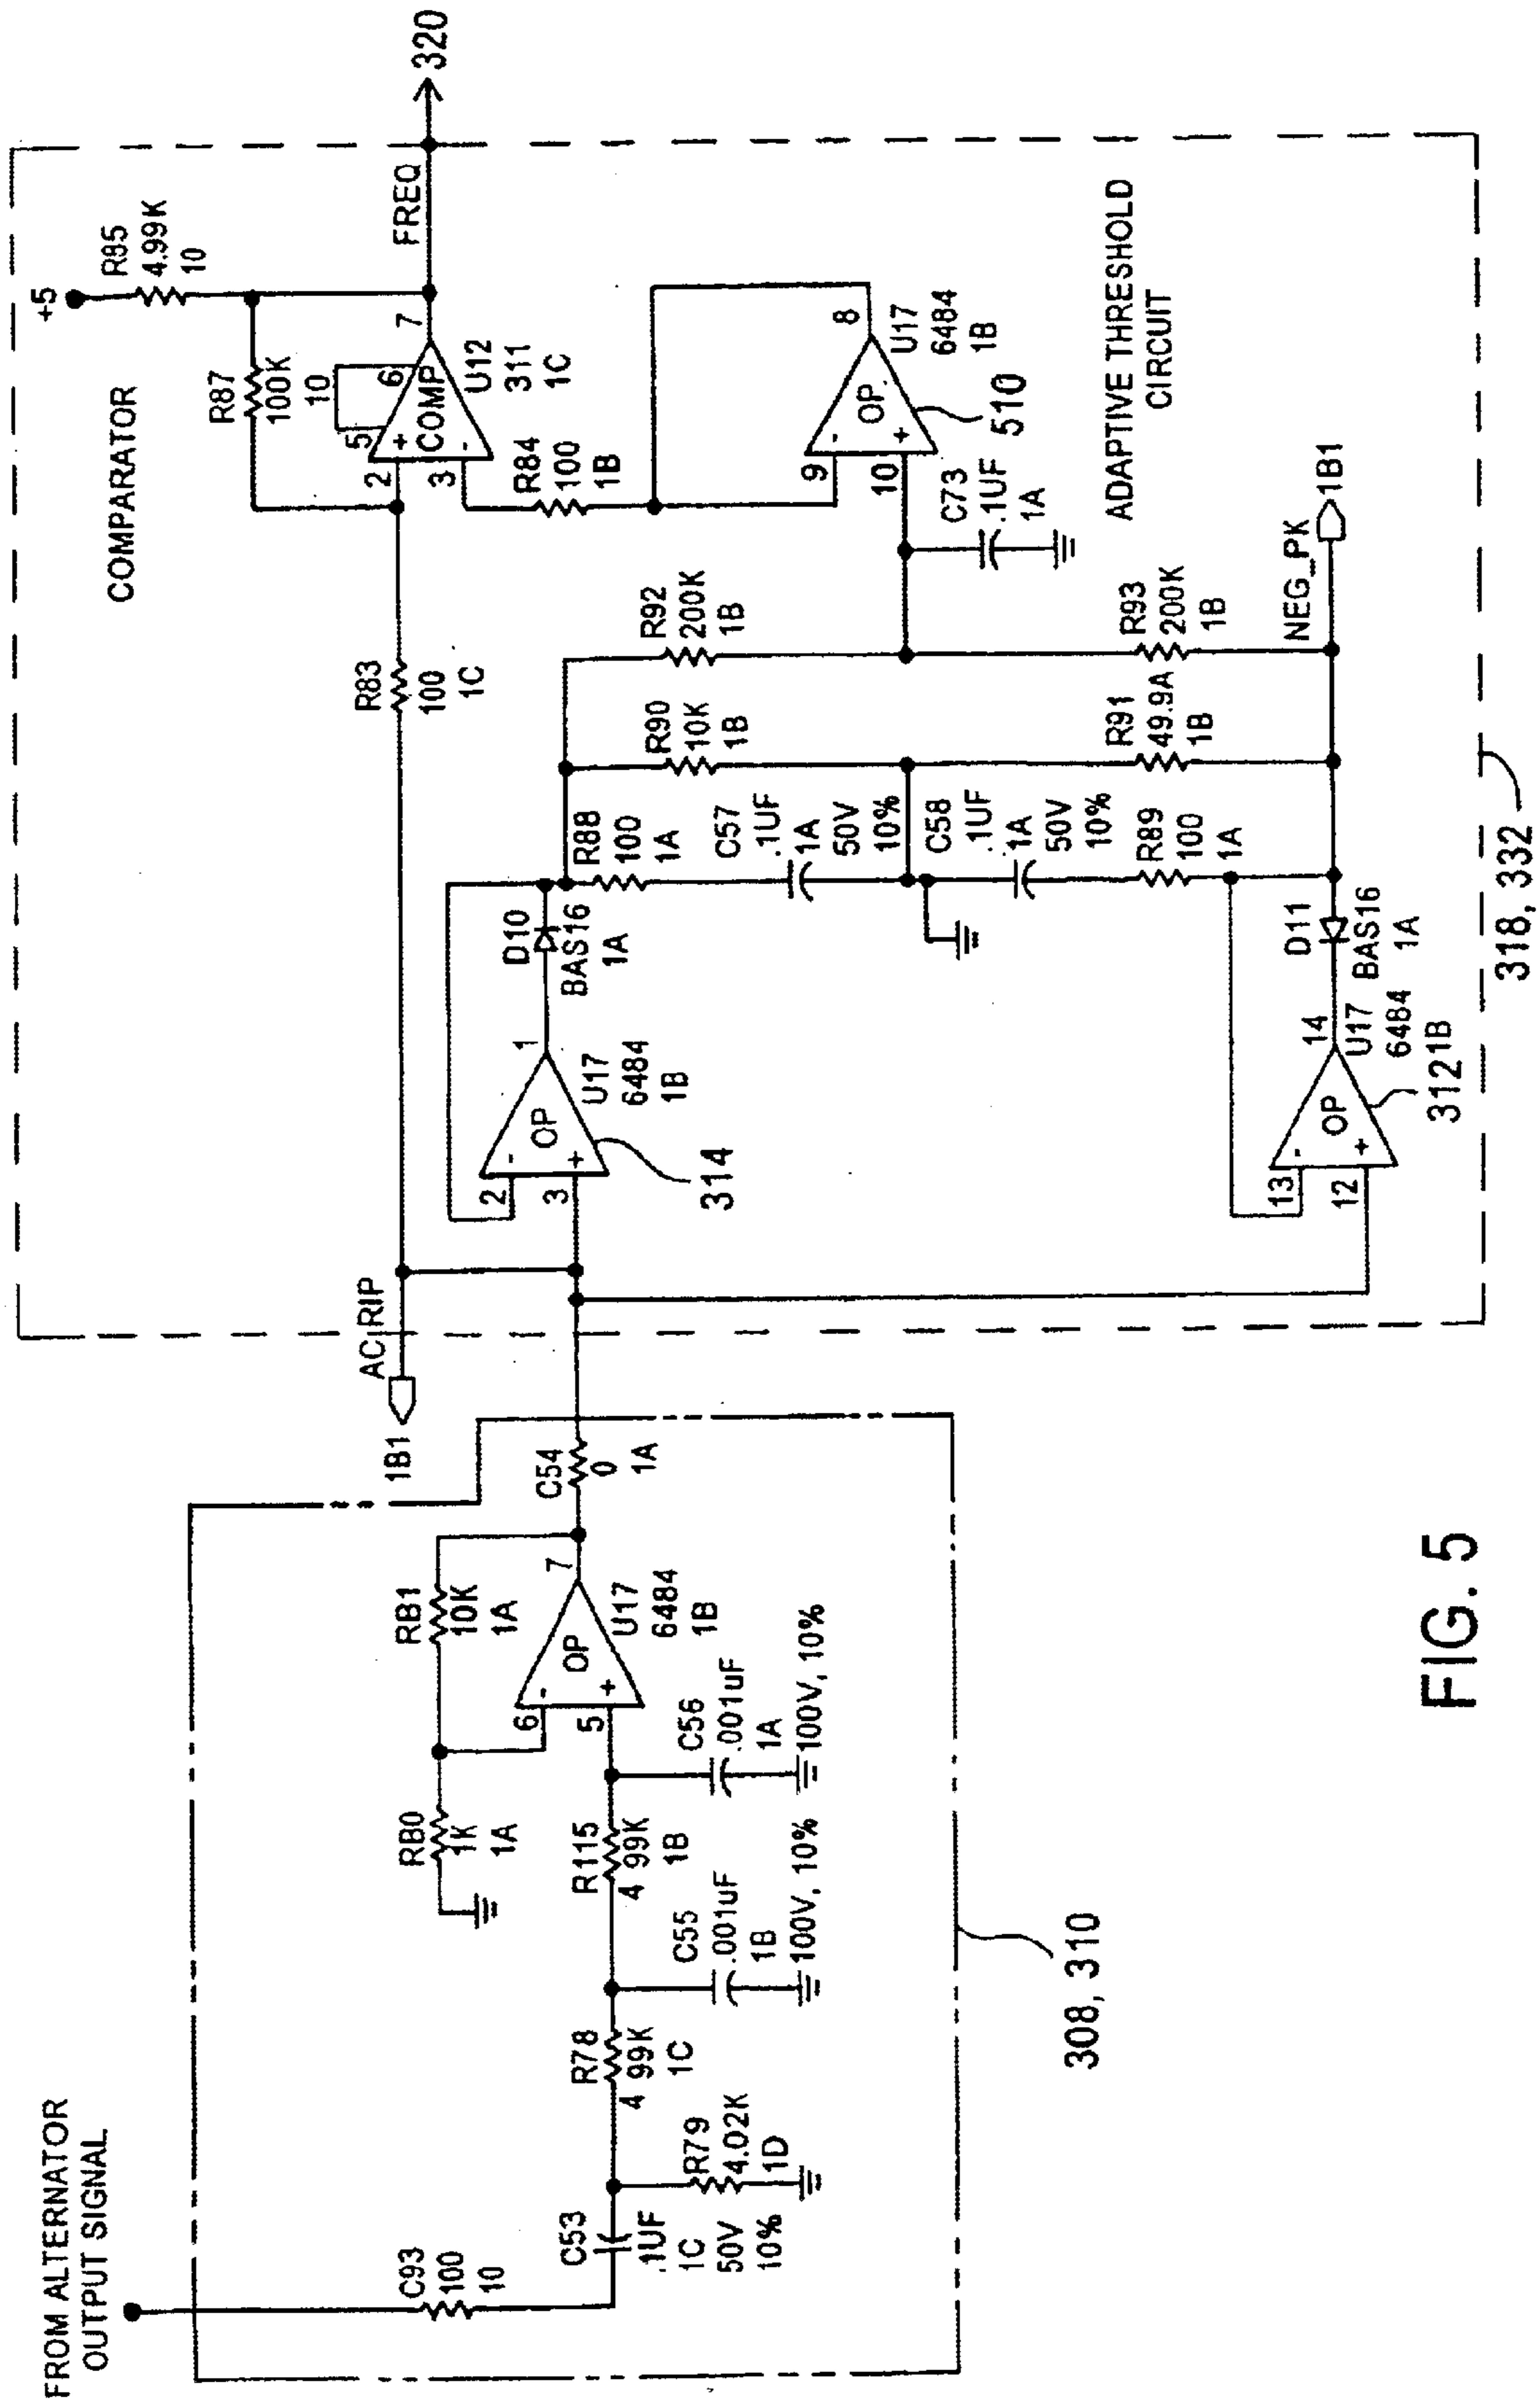 FROM ALTERNATOR
OUTPUT SIGNAL
C93
100
10
C53
.1UF
1C
50V
10%
R79
4.02K
1D
R78
4 99K
1C
C55
.001uF
1B
100V, 10%
R115
4 99K
1B
C56
.001uF
1A
100V, 10%
RB0
1K
1A
RB1
10K
1A
6
5
-
+
OP
7
U17
6484
1B
C54
0
1A
308, 310
1B1
AC RIP
2
3
-
+
OP
1
U17
6484
1B
314
D10
BAS16
1A
13
12
-
+
OP
14
U17
6484
1B
312
D11
BAS16
1A
R88
100
1A
C57
.1UF
1A
50V
10%
C58
.1UF
1A
50V
10%
R89
100
1A
R90
10K
1B
R91
49.9A
1B
R92
200K
1B
R93
200K
1B
NEG_PK
1B1
C73
.1UF
1A
9
10
-
+
OP
8
U17
6484
1B
510
ADAPTIVE THRESHOLD
CIRCUIT
COMPARATOR
R83
100
1C
R84
100
1B
R87
100K
10
2
3
5
6
+
-
COMP
7
U12
311
1C
+5
R85
4.99K
10
FREQ
320
318, 332
FIG. 5